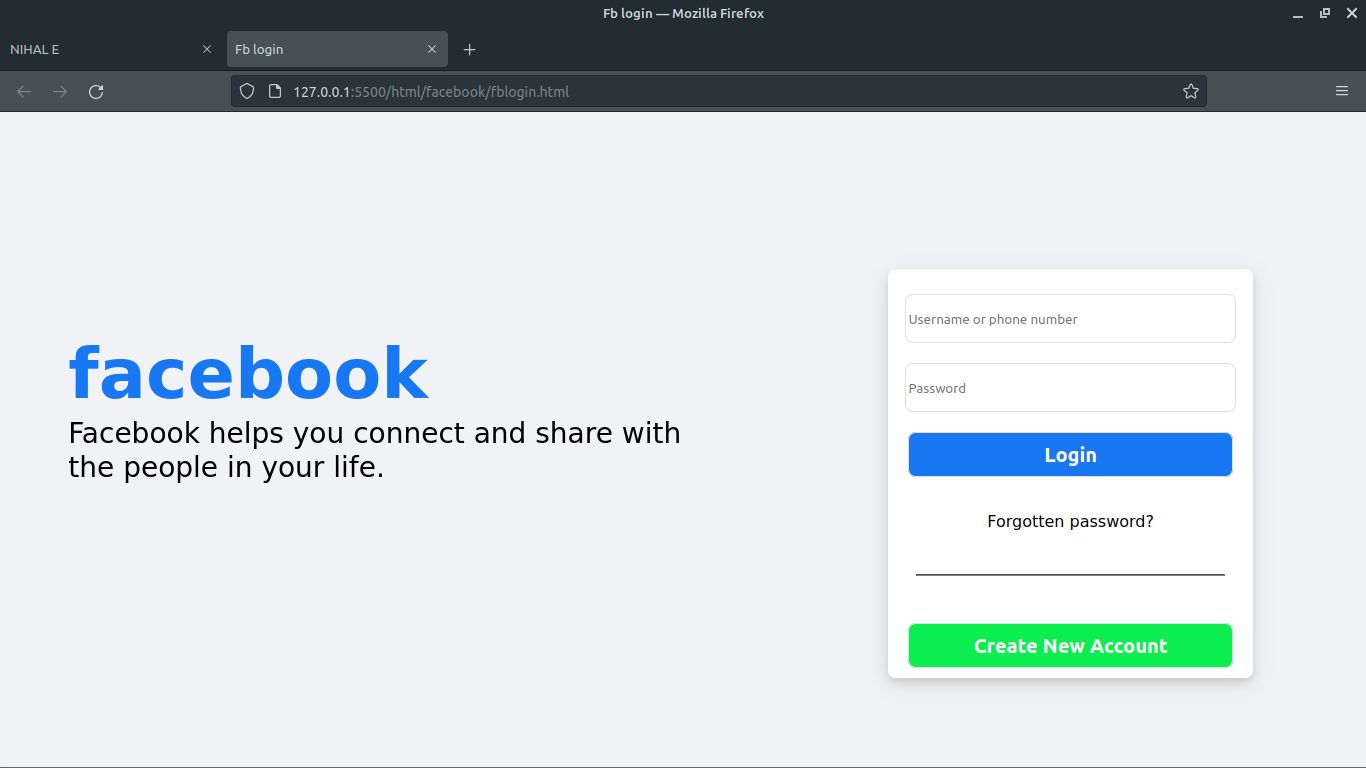 Fb login — Mozilla Firefox
NIHAL E
Fb login
127.0.0.1:5500/html/facebook/fblogin.html
facebook
Facebook helps you connect and share with
the people in your life.
Username or phone number
Password
Login
Forgotten password?
Create New Account